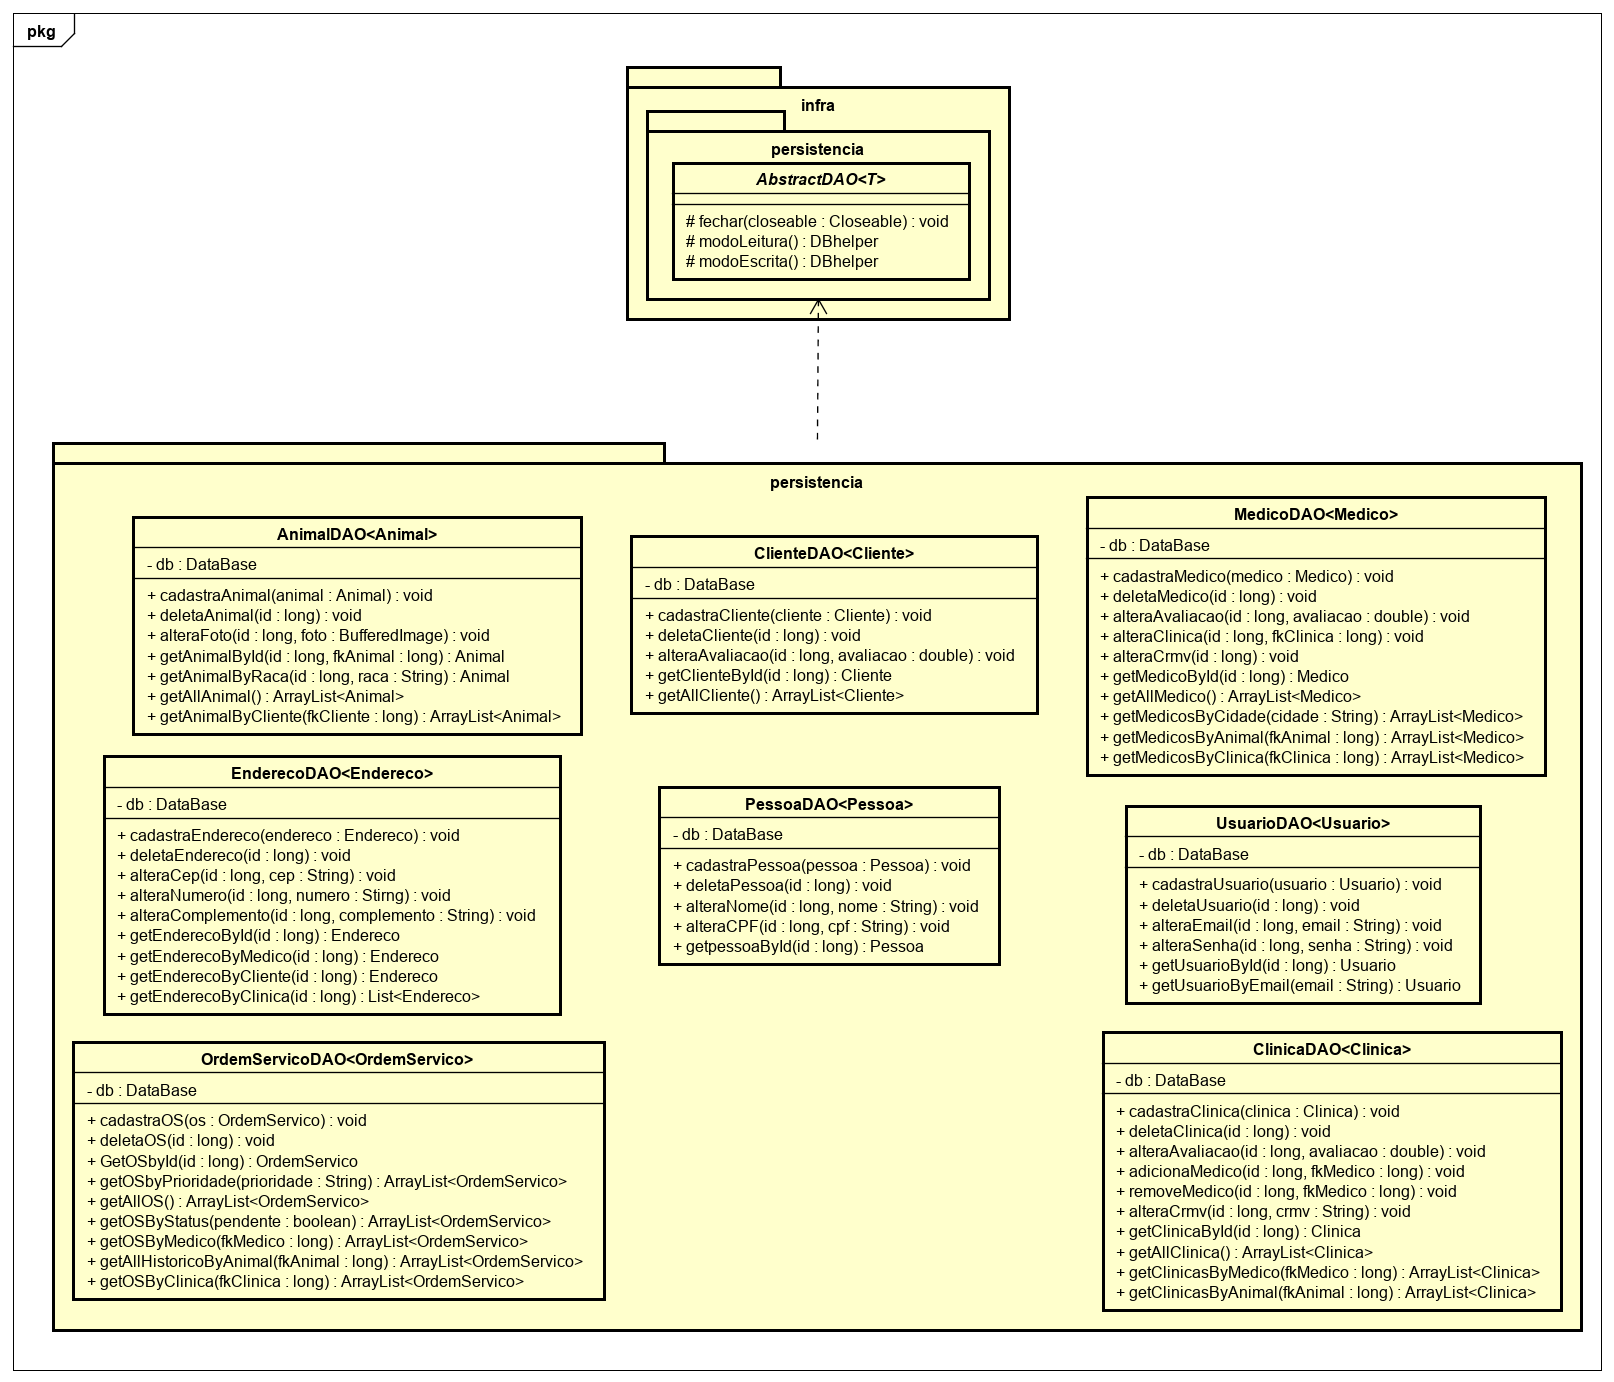 pkg
infra
persistencia
AbstractDAO<T>
# fechar(closeable : Closeable) : void
# modoLeitura() : DBhelper
# modoEscrita() : DBhelper
persistencia
AnimalDAO<Animal>
- db : DataBase
+ cadastraAnimal(animal : Animal) : void
+ deletaAnimal(id : long) : void
+ alteraFoto(id : long, foto : BufferedImage) : void
+ getAnimalById(id : long, fkAnimal : long) : Animal
+ getAnimalByRaca(id : long, raca : String) : Animal
+ getAllAnimal() : ArrayList<Animal>
+ getAnimalByCliente(fkCliente : long) : ArrayList<Animal>
ClienteDAO<Cliente>
- db : DataBase
+ cadastraCliente(cliente : Cliente) : void
+ deletaCliente(id : long) : void
+ alteraAvaliacao(id : long, avaliacao : double) : void
+ getClienteById(id : long) : Cliente
+ getAllCliente() : ArrayList<Cliente>
MedicoDAO<Medico>
- db : DataBase
+ cadastraMedico(medico : Medico) : void
+ deletaMedico(id : long) : void
+ alteraAvaliacao(id : long, avaliacao : double) : void
+ alteraClinica(id : long, fkClinica : long) : void
+ alteraCrmv(id : long) : void
+ getMedicoById(id : long) : Medico
+ getAllMedico() : ArrayList<Medico>
+ getMedicosByCidade(cidade : String) : ArrayList<Medico>
+ getMedicosByAnimal(fkAnimal : long) : ArrayList<Medico>
+ getMedicosByClinica(fkClinica : long) : ArrayList<Medico>
EnderecoDAO<Endereco>
- db : DataBase
+ cadastraEndereco(endereco : Endereco) : void
+ deletaEndereco(id : long) : void
+ alteraCep(id : long, cep : String) : void
+ alteraNumero(id : long, numero : Stirng) : void
+ alteraComplemento(id : long, complemento : String) : void
+ getEnderecoById(id : long) : Endereco
+ getEnderecoByMedico(id : long) : Endereco
+ getEnderecoByCliente(id : long) : Endereco
+ getEnderecoByClinica(id : long) : List<Endereco>
PessoaDAO<Pessoa>
- db : DataBase
+ cadastraPessoa(pessoa : Pessoa) : void
+ deletaPessoa(id : long) : void
+ alteraNome(id : long, nome : String) : void
+ alteraCPF(id : long, cpf : String) : void
+ getpessoaById(id : long) : Pessoa
UsuarioDAO<Usuario>
- db : DataBase
+ cadastraUsuario(usuario : Usuario) : void
+ deletaUsuario(id : long) : void
+ alteraEmail(id : long, email : String) : void
+ alteraSenha(id : long, senha : String) : void
+ getUsuarioById(id : long) : Usuario
+ getUsuarioByEmail(email : String) : Usuario
OrdemServicoDAO<OrdemServico>
- db : DataBase
+ cadastraOS(os : OrdemServico) : void
+ deletaOS(id : long) : void
+ GetOSbyId(id : long) : OrdemServico
+ getOSbyPrioridade(prioridade : String) : ArrayList<OrdemServico>
+ getAllOS() : ArrayList<OrdemServico>
+ getOSByStatus(pendente : boolean) : ArrayList<OrdemServico>
+ getOSByMedico(fkMedico : long) : ArrayList<OrdemServico>
+ getAllHistoricoByAnimal(fkAnimal : long) : ArrayList<OrdemServico>
+ getOSByClinica(fkClinica : long) : ArrayList<OrdemServico>
ClinicaDAO<Clinica>
- db : DataBase
+ cadastraClinica(clinica : Clinica) : void
+ deletaClinica(id : long) : void
+ alteraAvaliacao(id : long, avaliacao : double) : void
+ adicionaMedico(id : long, fkMedico : long) : void
+ removeMedico(id : long, fkMedico : long) : void
+ alteraCrmv(id : long, crmv : String) : void
+ getClinicaById(id : long) : Clinica
+ getAllClinica() : ArrayList<Clinica>
+ getClinicasByMedico(fkMedico : long) : ArrayList<Clinica>
+ getClinicasByAnimal(fkAnimal : long) : ArrayList<Clinica>